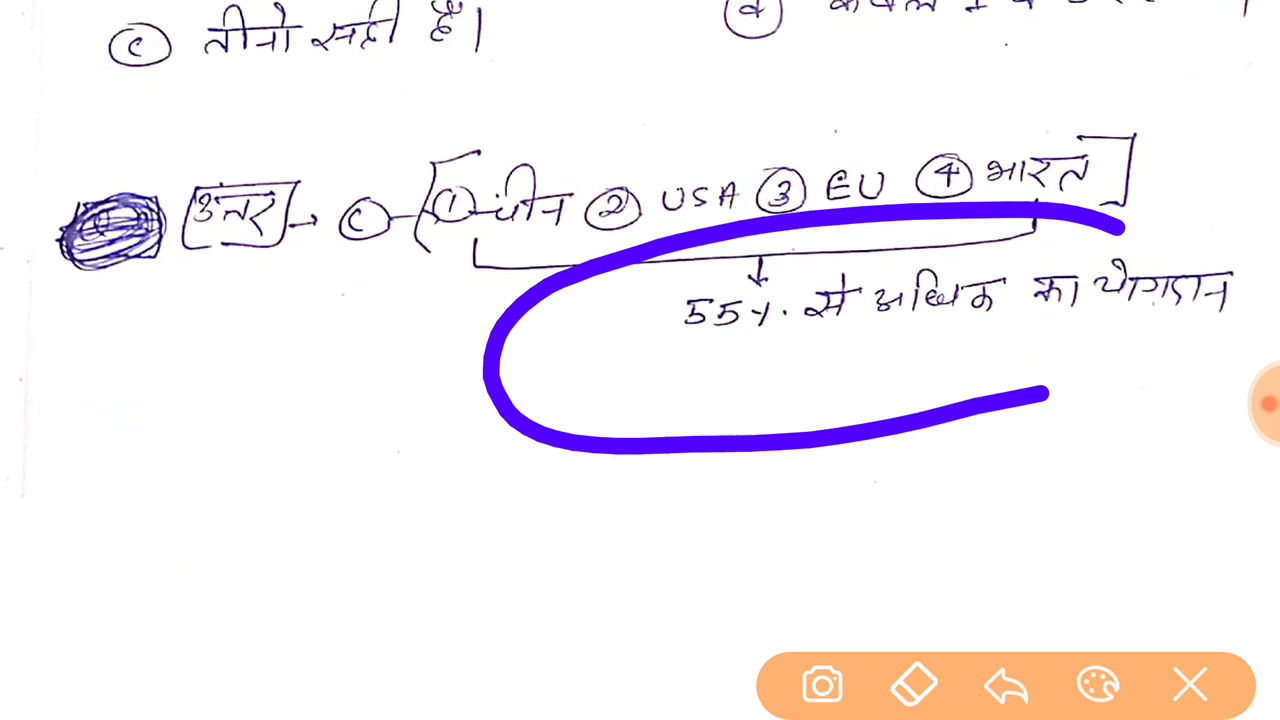 (c) तीनो सही हैं। (d)
उत्तर → (c) - [① चीन ② USA ③ EU ④ भारत]
55%. से अधिक का योगदान